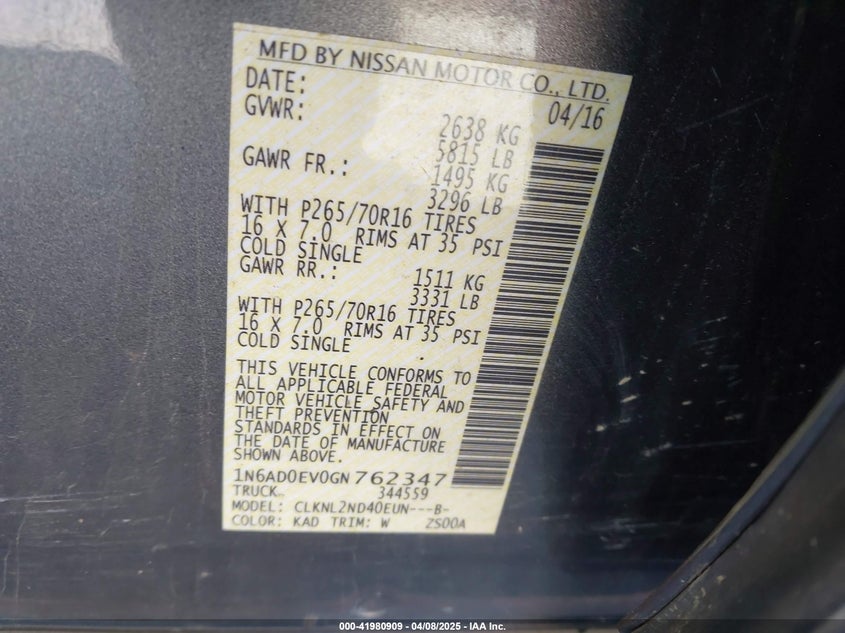 MFD BY NISSAN MOTOR CO., LTD.
DATE: 04/16
GVWR: 2638 KG
5815 LB
GAWR FR.: 1495 KG
3296 LB
WITH P265/70R16 TIRES
16 X 7.0 RIMS AT 35 PSI
COLD SINGLE
GAWR RR.: 1511 KG
3331 LB
WITH P265/70R16 TIRES
16 X 7.0 RIMS AT 35 PSI
COLD SINGLE
THIS VEHICLE CONFORMS TO
ALL APPLICABLE FEDERAL
MOTOR VEHICLE SAFETY AND
THEFT PREVENTION
STANDARDS IN EFFECT ON
THE DATE OF MANUFACTURE
SHOWN ABOVE.
1N6AD0EV0GN762347
TRUCK 344559
MODEL: CLKNL2ND40EUN---B-
COLOR: KAD TRIM: W ZS00A
000-41980909 - 04/08/2025 - IAA Inc.